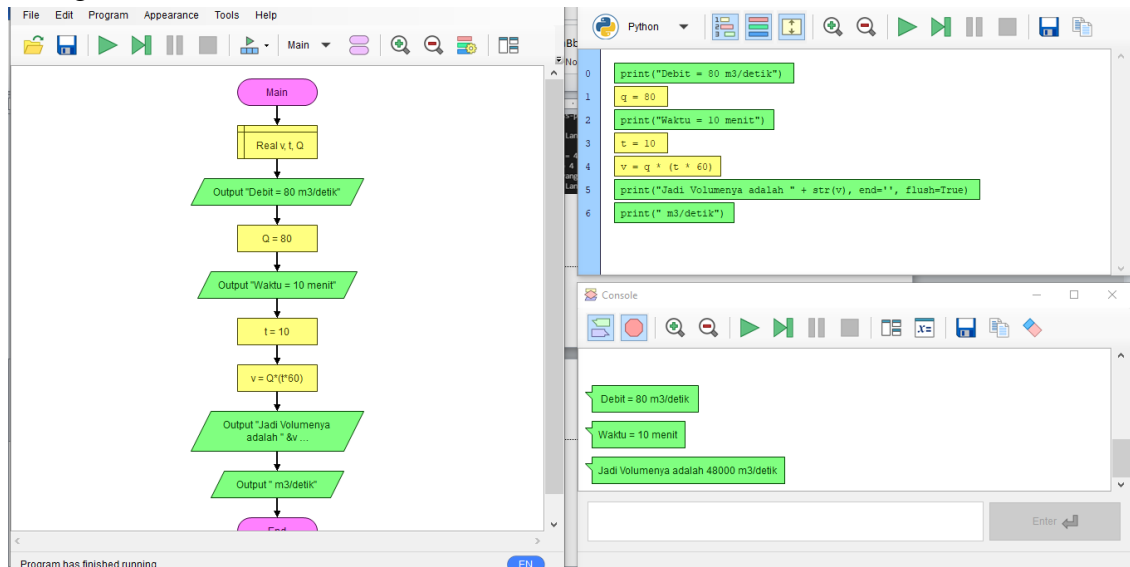 File Edit Program Appearance Tools Help
Main
Main
Real v, t, Q
Output "Debit = 80 m3/detik"
Q = 80
Output "Waktu = 10 menit"
t = 10
v = Q*(t*60)
Output "Jadi Volumenya
adalah " &v ...
Output " m3/detik"
End
Program has finished running
EN
Python
0 print("Debit = 80 m3/detik")
1 q = 80
2 print("Waktu = 10 menit")
3 t = 10
4 v = q * (t * 60)
5 print("Jadi Volumenya adalah " + str(v), end='', flush=True)
6 print(" m3/detik")
Console
x=
Debit = 80 m3/detik
Waktu = 10 menit
Jadi Volumenya adalah 48000 m3/detik
Enter